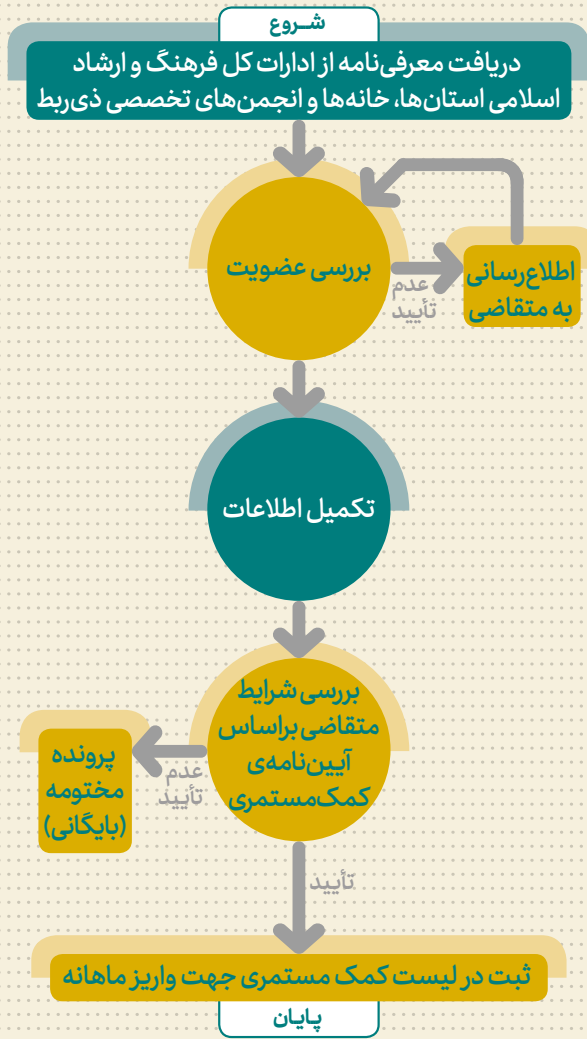 شــروع
دریافت معرفی‌نامه از ادارات کل فرهنگ و ارشاد
اسلامی استان‌ها، خانه‌ها و انجمن‌های تخصصی ذی‌ربط
بررسی عضویت
عدم
تأیید
اطلاع‌رسانی
به متقاضی
تکمیل اطلاعات
بررسی شرایط
متقاضی براساس
آیین‌نامه‌ی
کمک‌مستمری
عدم
تأیید
پرونده
مختومه
(بایگانی)
تأیید
ثبت در لیست کمک مستمری جهت واریز ماهانه
پـایـان